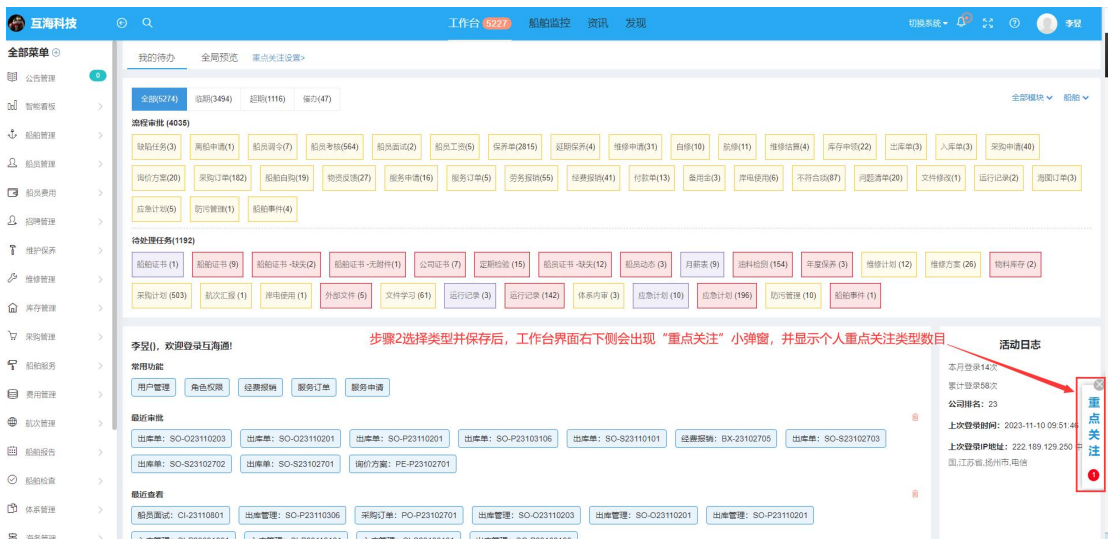 互海科技 工作台 5227 船舶监控 资讯 发现 切换系统 李昱
全部菜单
公告管理 0
智能看板
船舶管理
船员管理
船员费用
招聘管理
维护保养
维修管理
库存管理
采购管理
船舶服务
费用管理
航次管理
船舶报告
船舶检查
体系管理
海务管理
我的待办 全局预览 重点关注设置>
全部(5274) 临期(3494) 超期(1116) 催办(47) 全部模块 船舶
流程审批 (4035)
缺陷任务(3) 离船申请(1) 船员调令(7) 船员考核(564) 船员面试(2) 船员工资(5) 保养单(2815) 延期保养(4) 维修申请(31) 自修(10) 航修(11) 维修结算(4) 库存申领(22) 出库单(3) 入库单(3) 采购申请(40)
询价方案(20) 采购订单(182) 船舶自购(19) 物资反馈(27) 服务申请(16) 服务订单(5) 劳务报销(55) 经费报销(41) 付款单(13) 备用金(3) 岸电使用(6) 不符合项(87) 问题清单(20) 文件修改(1) 运行记录(2) 海图订单(3)
应急计划(5) 防污管理(1) 船舶事件(4)
待处理任务(1192)
船舶证书 (1) 船舶证书 (9) 船舶证书 -缺失(2) 船舶证书 -无附件(1) 公司证书 (7) 定期检验 (15) 船员证书 -缺失(12) 船员动态 (3) 月薪表 (9) 油料检测 (154) 年度保养 (3) 维修计划 (12) 维修方案 (26) 物料库存 (2)
采购计划 (503) 航次汇报 (1) 岸电使用 (1) 外部文件 (5) 文件学习 (61) 运行记录 (3) 运行记录 (142) 体系内审 (3) 应急计划 (10) 应急计划 (196) 防污管理 (10) 船舶事件 (1)
步骤2选择类型并保存后，工作台界面右下侧会出现“重点关注”小弹窗，并显示个人重点关注类型数目
李昱(), 欢迎登录互海通!
常用功能
用户管理 角色权限 经费报销 服务订单 服务申请
最近审批
出库单: SO-O23110203 出库单: SO-O23110201 出库单: SO-P23110201 出库单: SO-P23103106 出库单: SO-S23110101 经费报销: BX-23102705 出库单: SO-S23102703
出库单: SO-S23102702 出库单: SO-S23102701 询价方案: PE-P23102701
最近查看
船员面试: CI-23110801 出库管理: SO-P23110306 采购订单: PO-P23102701 出库管理: SO-O23110203 出库管理: SO-O23110201 出库管理: SO-P23110201
活动日志
本月登录14次
累计登录58次
公司排名: 23
上次登录时间: 2023-11-10 09:51:46
上次登录IP地址: 222.189.129.250 中
国,江苏省,扬州市,电信
重点关注
1